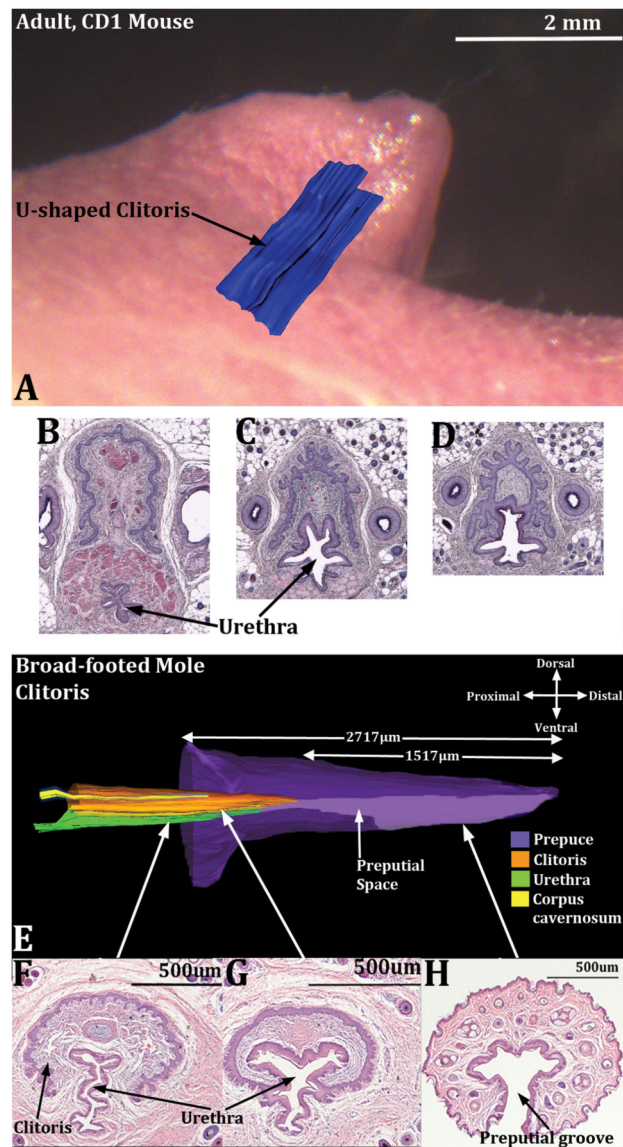 Adult, CD1 Mouse
2 mm
U-shaped Clitoris
A
B
C
D
Urethra
Broad-footed Mole
Clitoris
Dorsal
Proximal
Distal
Ventral
2717μm
1517μm
Preputial
Space
Prepuce
Clitoris
Urethra
Corpus
cavernosum
E
F
500um
G
500um
H
500um
Clitoris
Urethra
Preputial groove